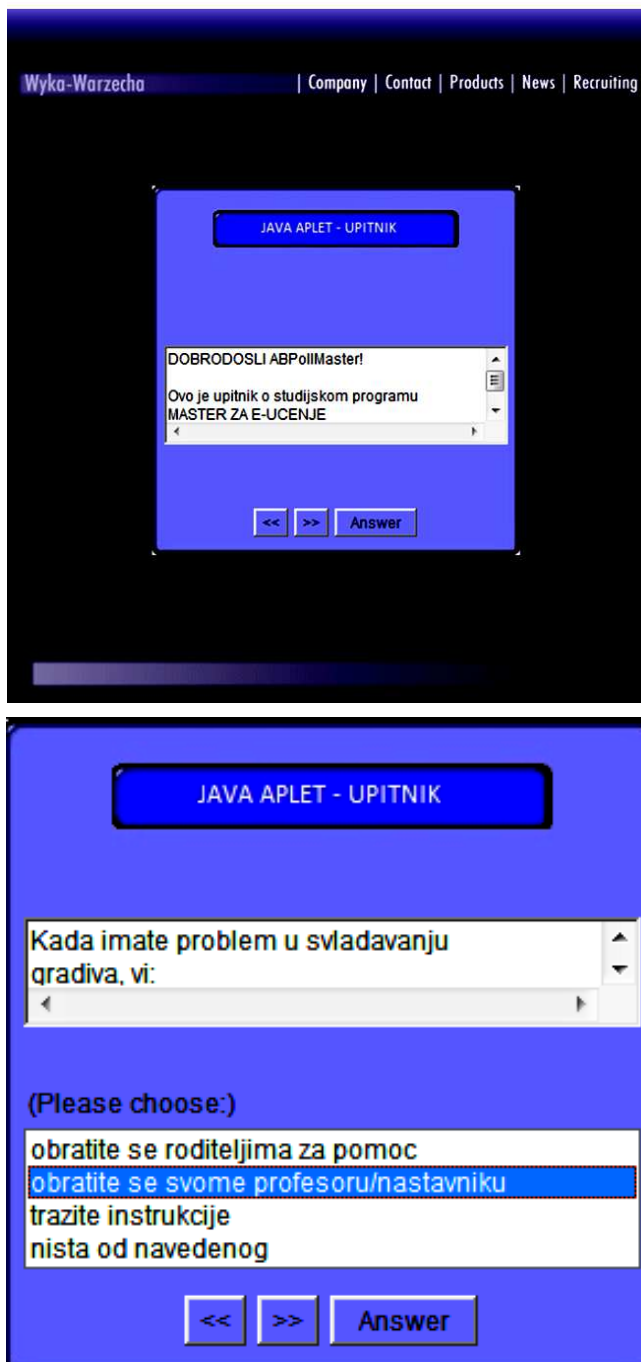 Wyka-Warzecha | Company | Contact | Products | News | Recruiting
JAVA APLET - UPITNIK
DOBRODOSLI ABPollMaster!
Ovo je upitnik o studijskom programu
MASTER ZA E-UCENJE
<< >> Answer
JAVA APLET - UPITNIK
Kada imate problem u svladavanju
gradiva, vi:
(Please choose:)
obratite se roditeljima za pomoc
obratite se svome profesoru/nastavniku
trazite instrukcije
nista od navedenog
<< >> Answer